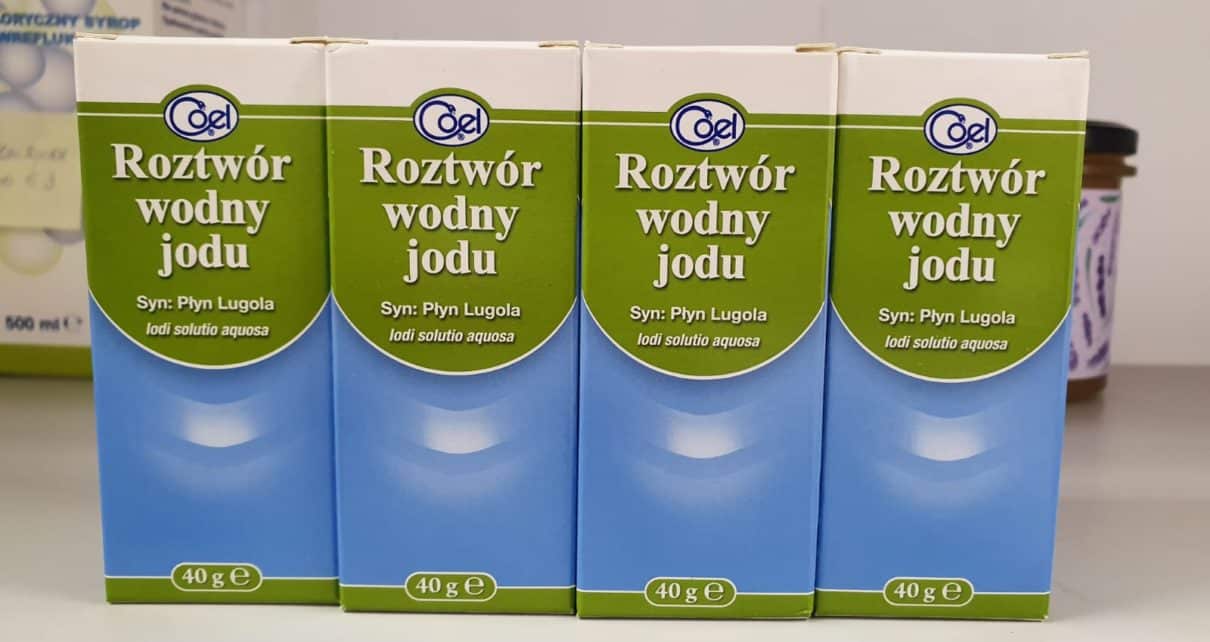 ORYCZNY SYROP
500 ml e
Coel®
Roztwór
wodny
jodu
Syn: Płyn Lugola
Iodi solutio aquosa
40 g e
Coel®
Roztwór
wodny
jodu
Syn: Płyn Lugola
Iodi solutio aquosa
40 g e
Coel®
Roztwór
wodny
jodu
Syn: Płyn Lugola
Iodi solutio aquosa
40 g e
Coel®
Roztwór
wodny
jodu
Syn: Płyn Lugola
Iodi solutio aquosa
40 g e